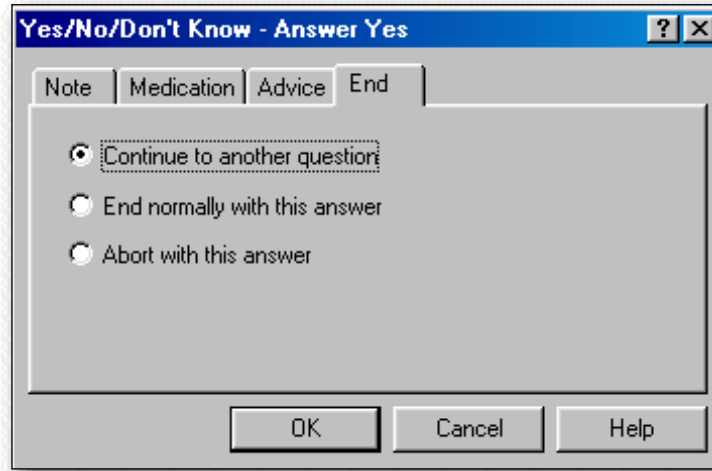 Yes/No/Don't Know - Answer Yes
Note Medication Advice End
Continue to another question
End normally with this answer
Abort with this answer
OK Cancel Help